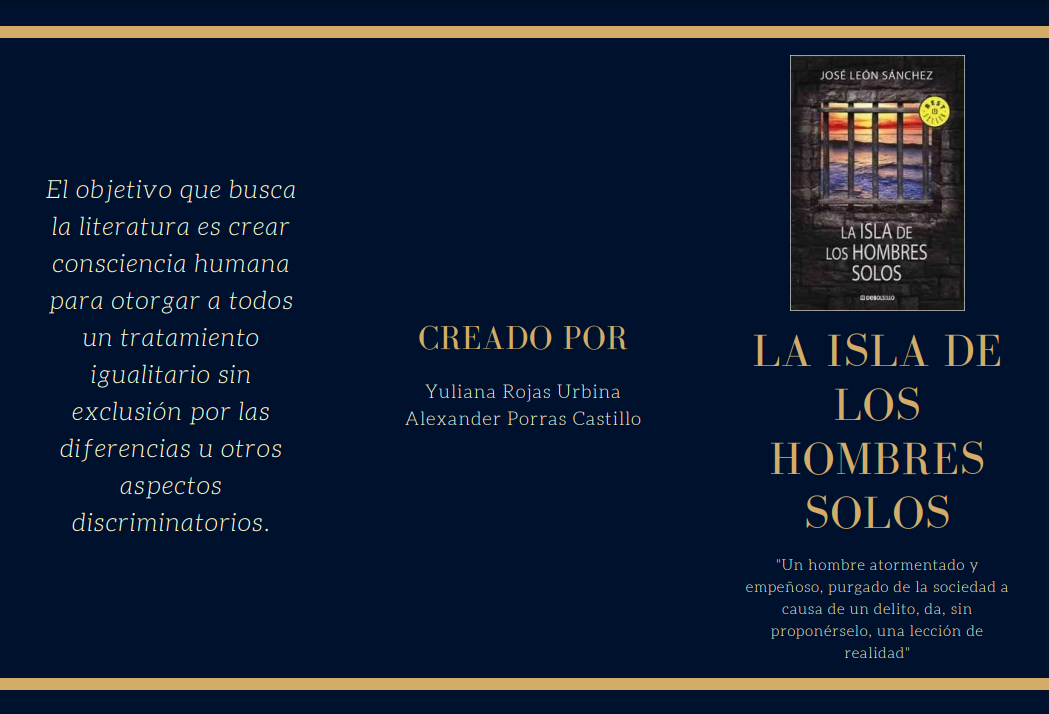 El objetivo que busca
la literatura es crear
consciencia humana
para otorgar a todos
un tratamiento
igualitario sin
exclusión por las
diferencias u otros
aspectos
discriminatorios.
CREADO POR
Yuliana Rojas Urbina
Alexander Porras Castillo
JOSÉ LEÓN SÁNCHEZ
BEST
SELLER
LA ISLA DE
LOS HOMBRES
SOLOS
DEBOLSILLO
LA ISLA DE
LOS
HOMBRES
SOLOS
"Un hombre atormentado y
empeñoso, purgado de la sociedad a
causa de un delito, da, sin
proponérselo, una lección de
realidad"